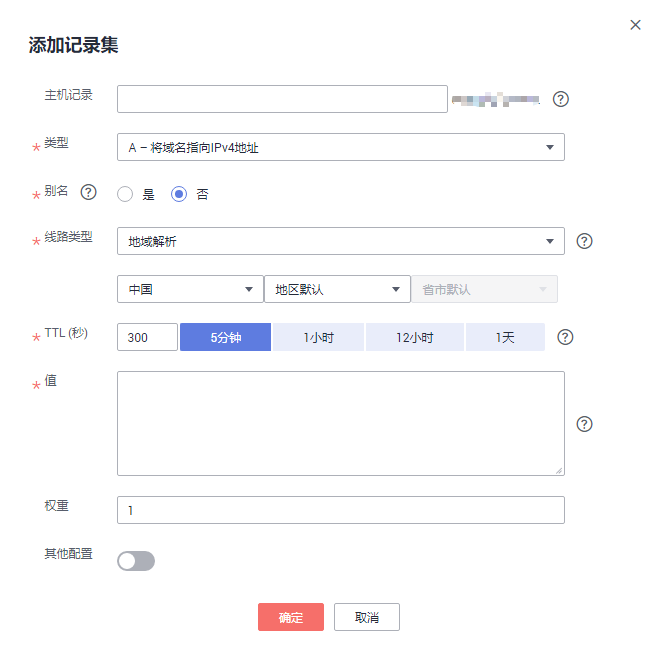 添加记录集
主机记录
* 类型 A – 将域名指向IPv4地址
* 别名 ? 是 否
* 线路类型 地域解析 ?
中国 地区默认 省市默认
* TTL (秒) 300 5分钟 1小时 12小时 1天 ?
* 值 ?
权重 1
其他配置
确定 取消